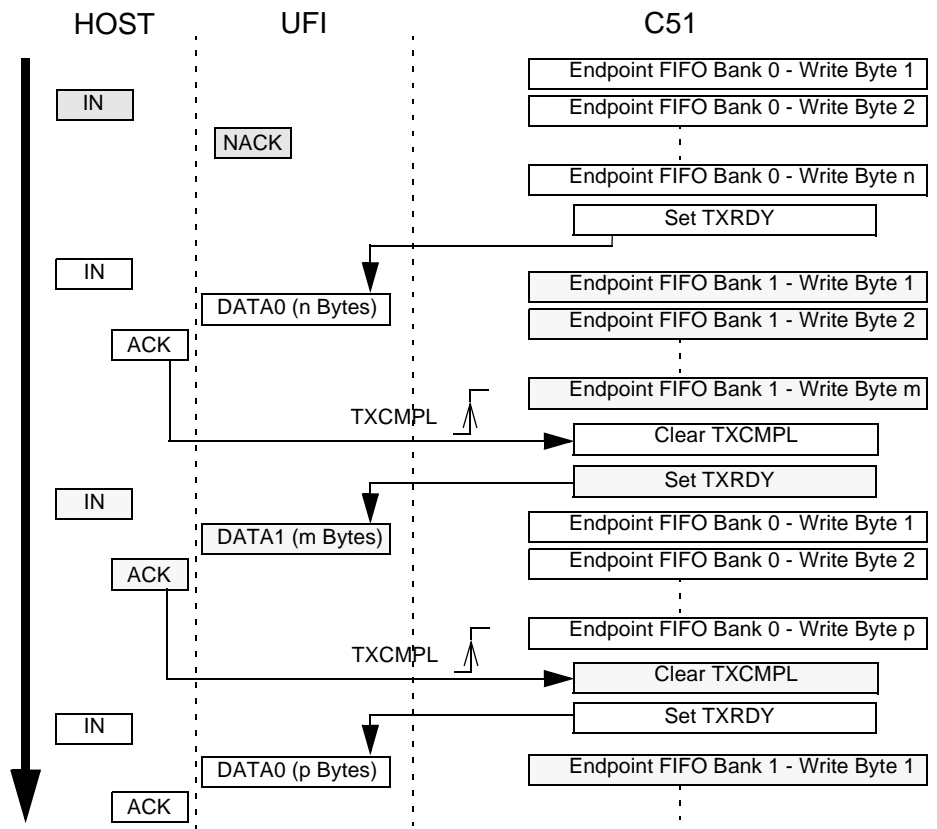 HOST UFI C51
Endpoint FIFO Bank 0 - Write Byte 1
IN
Endpoint FIFO Bank 0 - Write Byte 2
NACK
Endpoint FIFO Bank 0 - Write Byte n
Set TXRDY
IN
Endpoint FIFO Bank 1 - Write Byte 1
DATA0 (n Bytes)
Endpoint FIFO Bank 1 - Write Byte 2
ACK
Endpoint FIFO Bank 1 - Write Byte m
TXCMPL
Clear TXCMPL
Set TXRDY
IN
Endpoint FIFO Bank 0 - Write Byte 1
DATA1 (m Bytes)
Endpoint FIFO Bank 0 - Write Byte 2
ACK
Endpoint FIFO Bank 0 - Write Byte p
TXCMPL
Clear TXCMPL
Set TXRDY
IN
DATA0 (p Bytes)
Endpoint FIFO Bank 1 - Write Byte 1
ACK